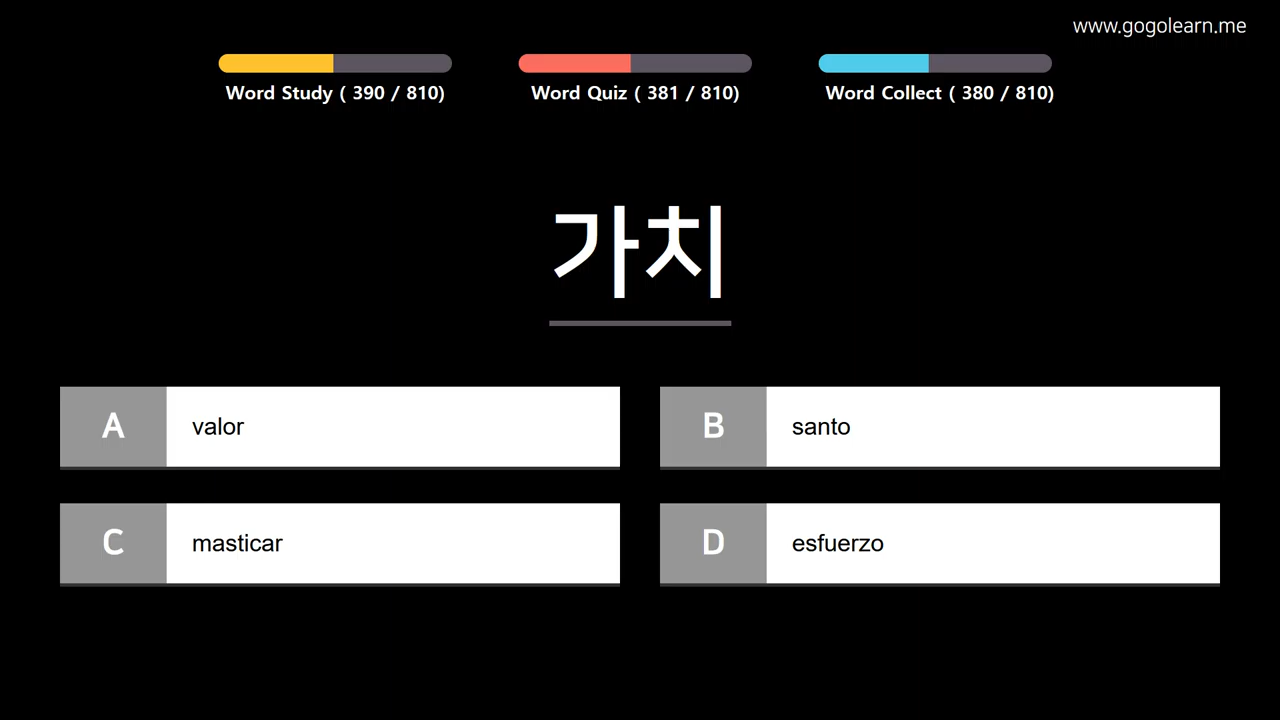 www.gogolearn.me
Word Study ( 390 / 810)
Word Quiz ( 381 / 810)
Word Collect ( 380 / 810)
가치
A valor
B santo
C masticar
D esfuerzo